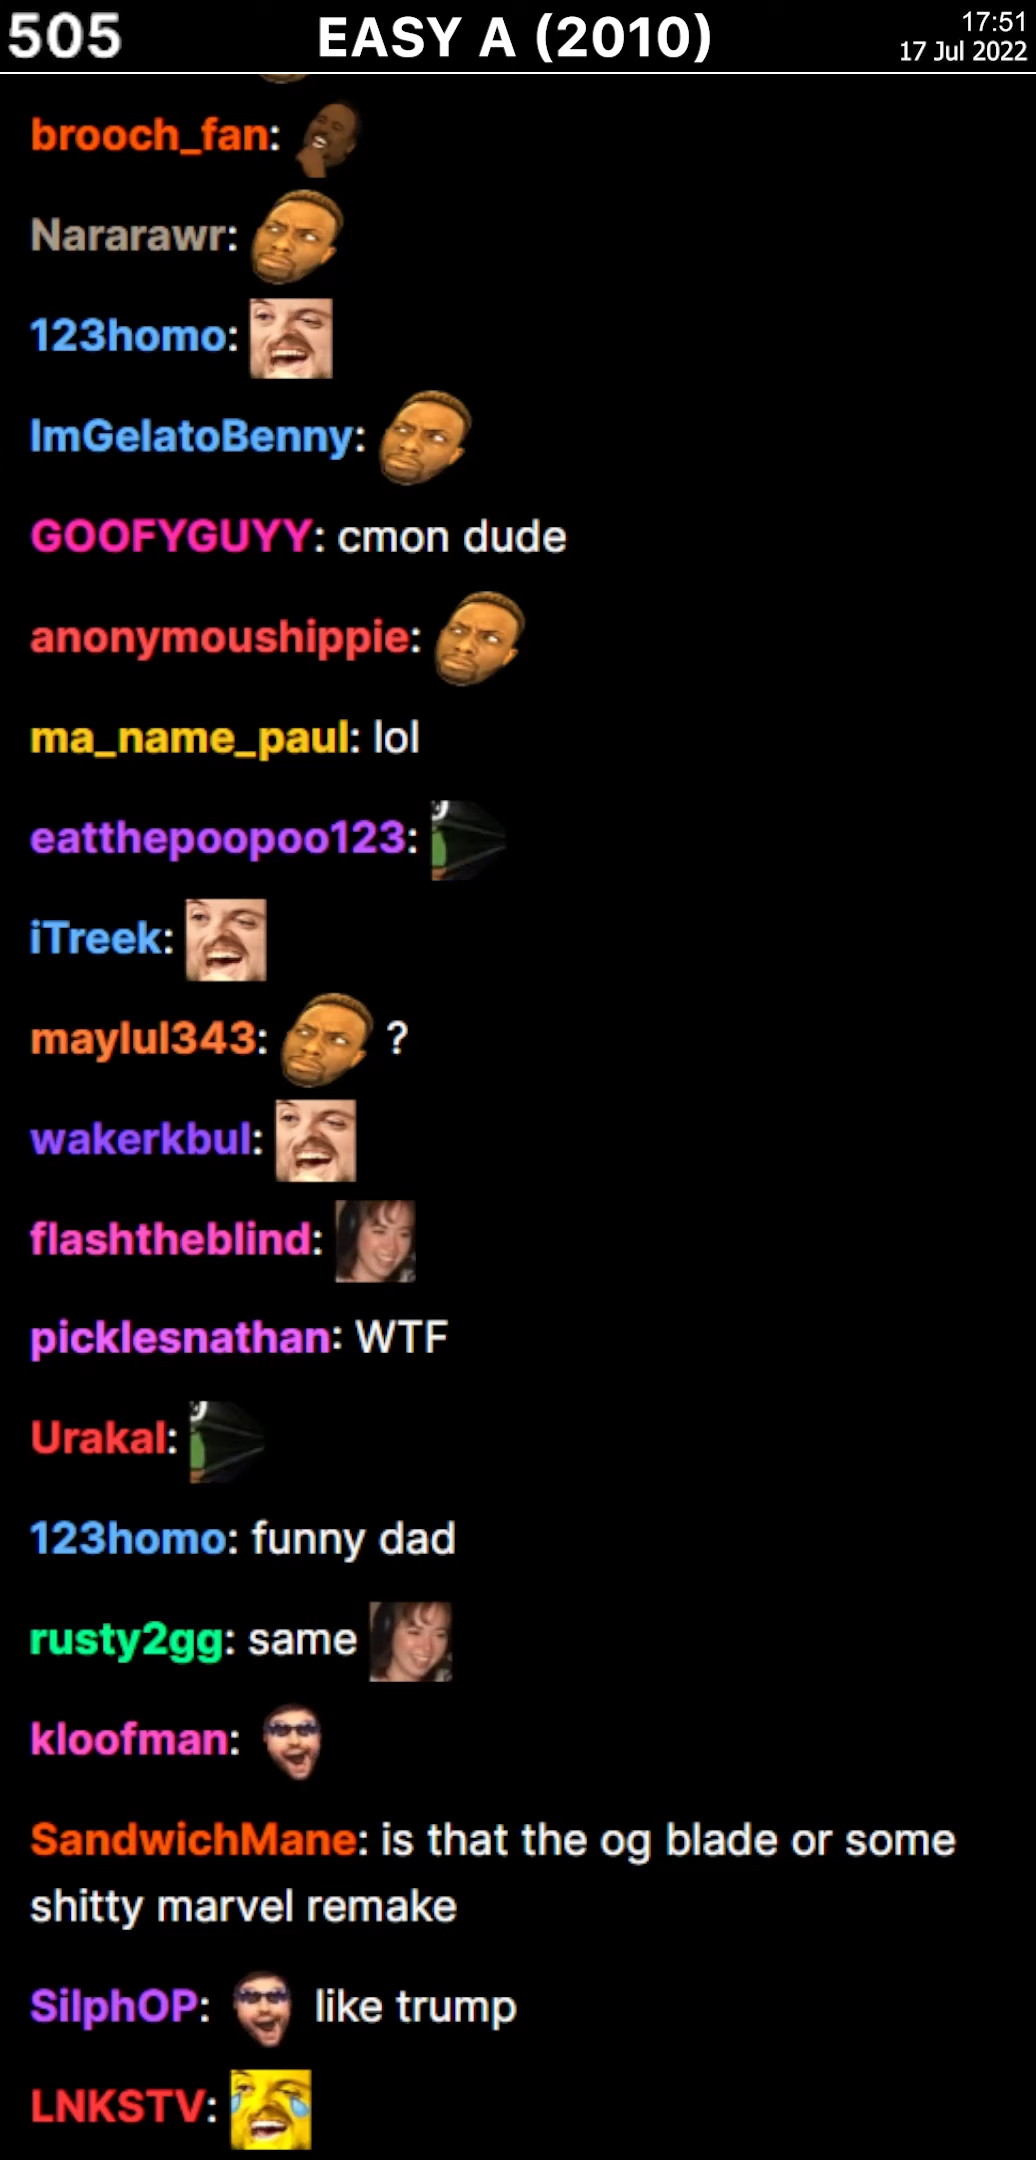 505
EASY A (2010)
17:51
17 Jul 2022
brooch_fan:
Nararawr:
123homo:
ImGelatoBenny:
GOOFYGUYY: cmon dude
anonymoushippie:
ma_name_paul: lol
eatthepoopoo123:
iTreek:
maylul343: ?
wakerkbul:
flashtheblind:
picklesnathan: WTF
Urakal:
123homo: funny dad
rusty2gg: same
kloofman:
SandwichMane: is that the og blade or some
shitty marvel remake
SilphOP: like trump
LNKSTV: